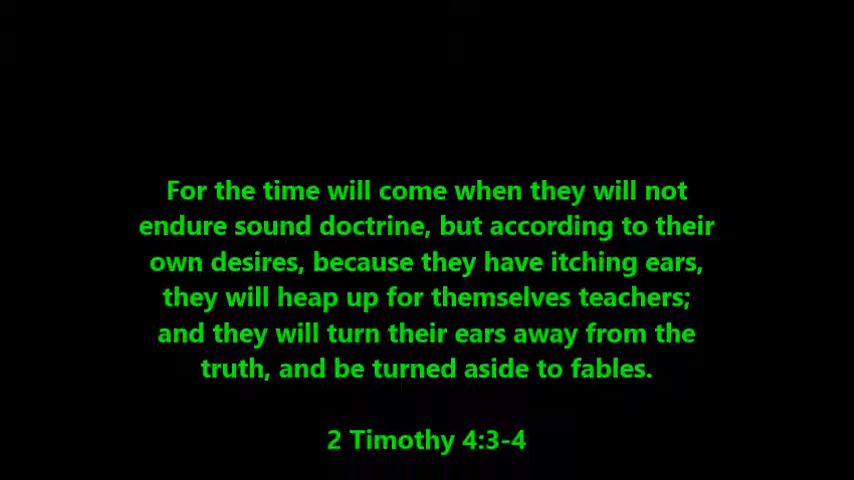 For the time will come when they will not
endure sound doctrine, but according to their
own desires, because they have itching ears,
they will heap up for themselves teachers;
and they will turn their ears away from the
truth, and be turned aside to fables.
2 Timothy 4:3-4